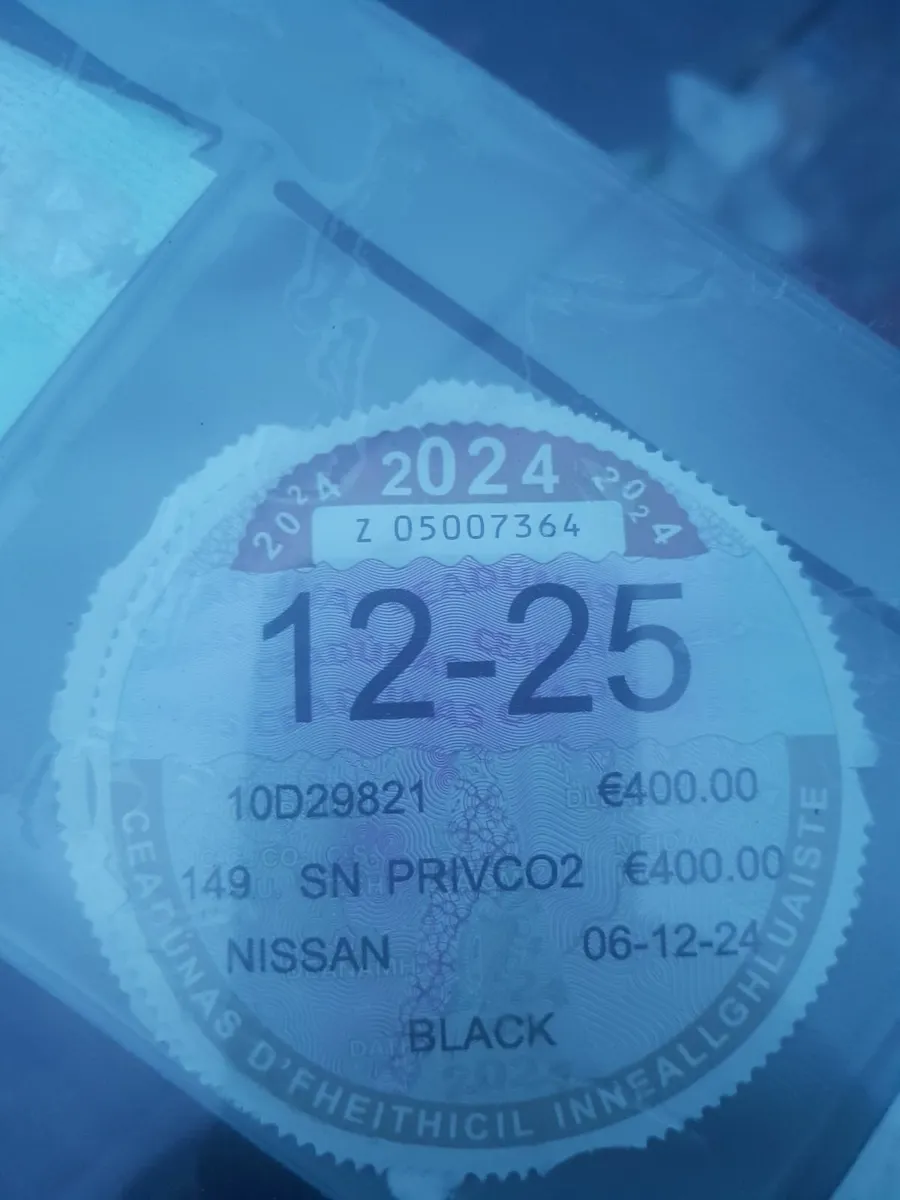 2024 2024 2024
Z 05007364
12-25
10D29821 €400.00
149 SN PRIVCO2 €400.00
NISSAN 06-12-24
BLACK
CEADÚNAS D'FHEITHICIL INNEALLGHLUAISTE